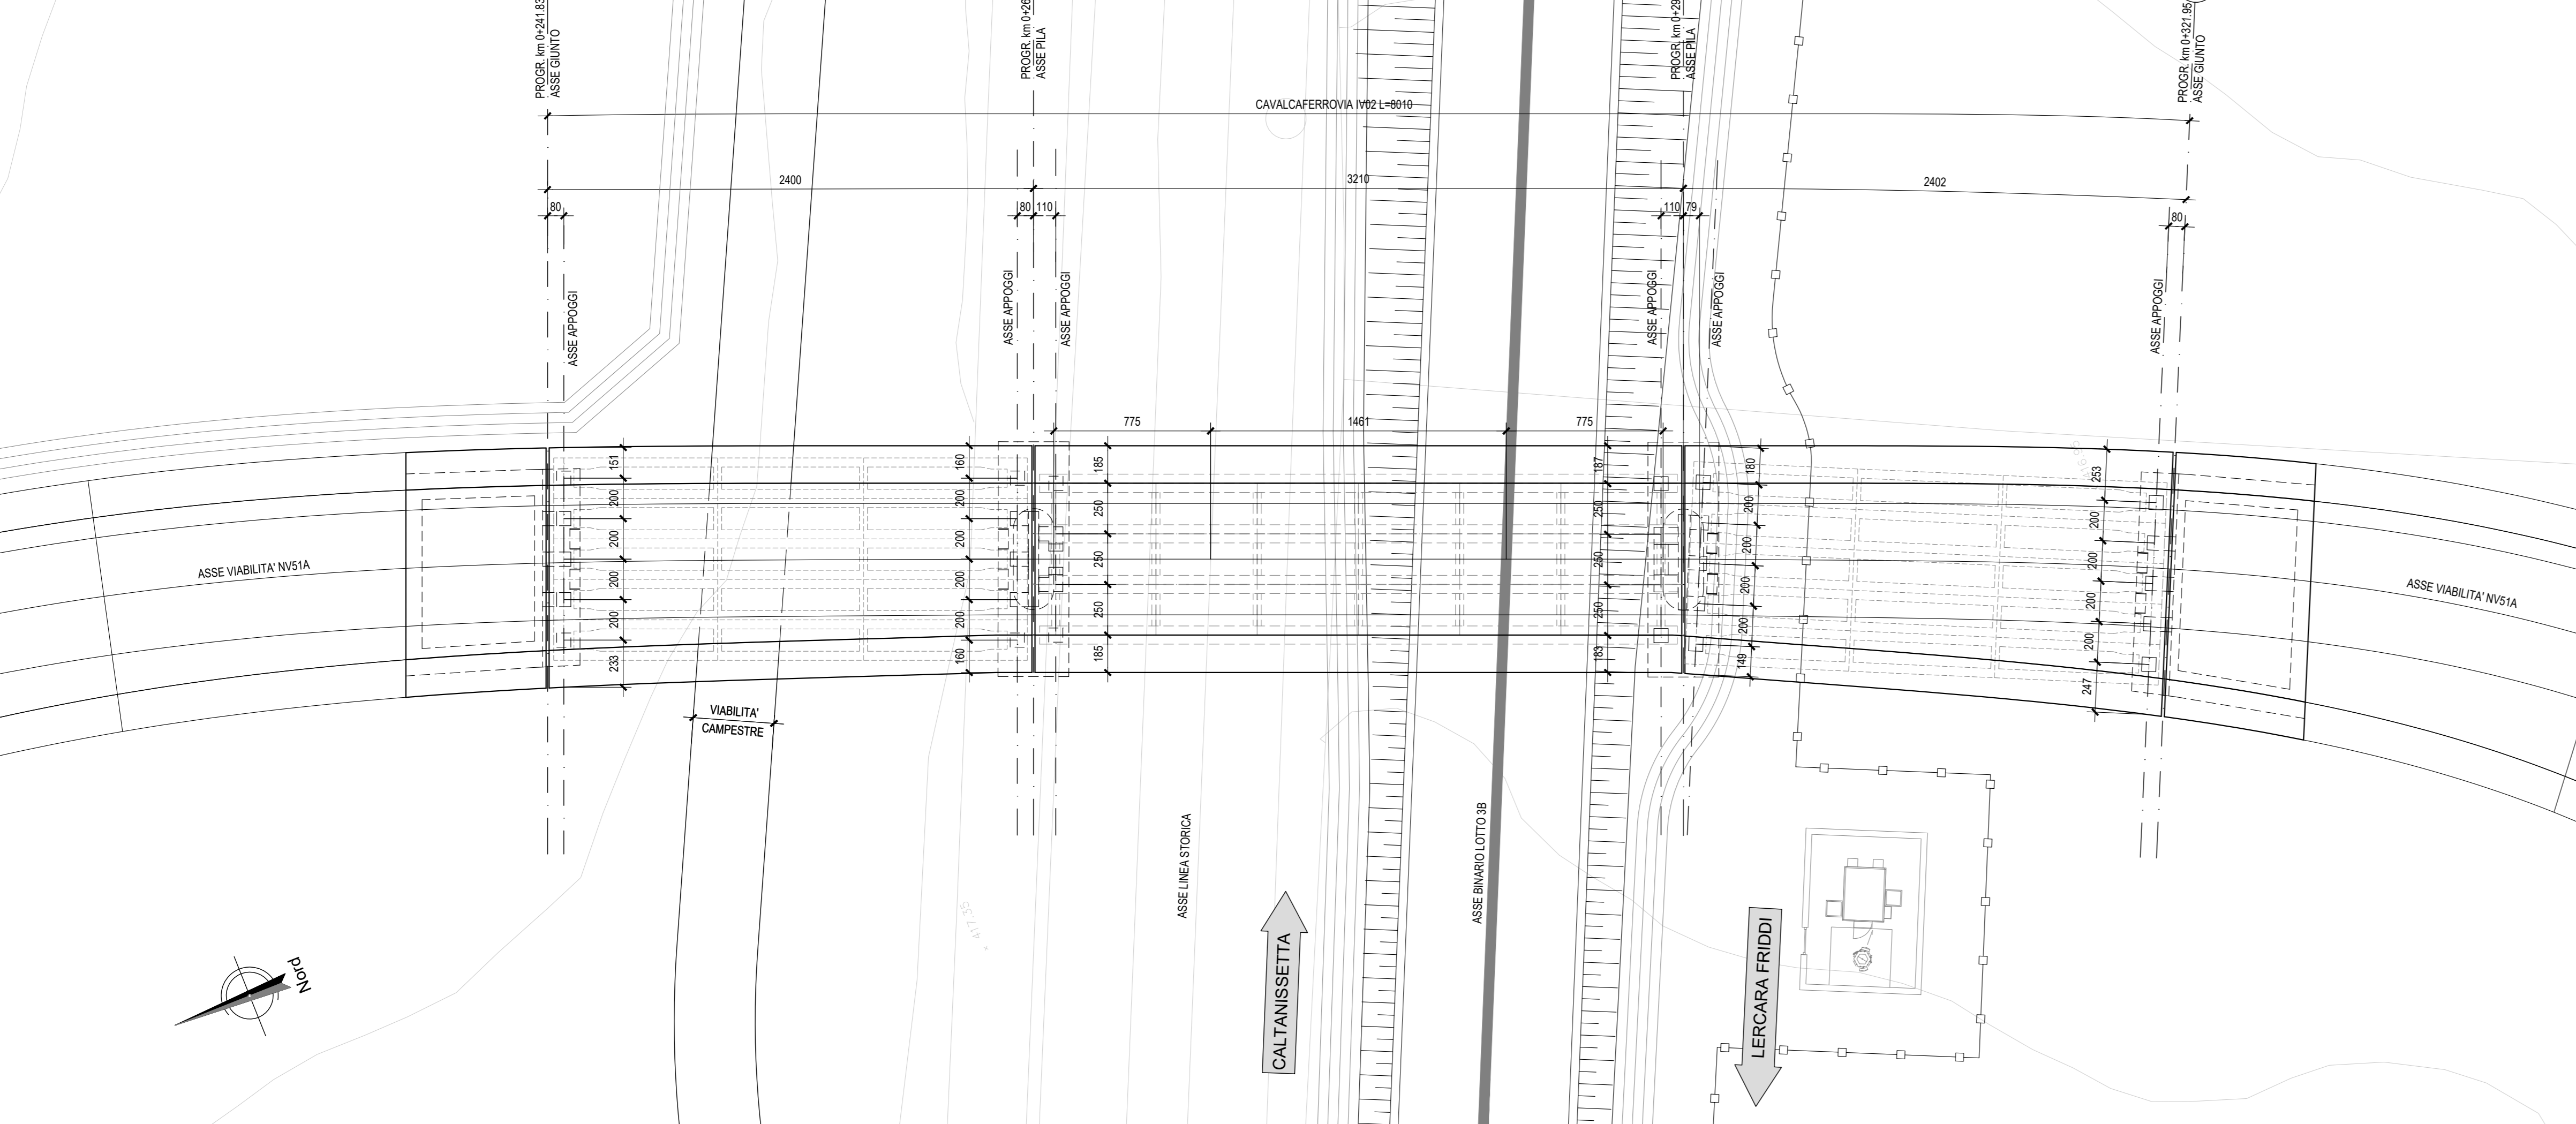 PROGR. km 0+241.83
ASSE GIUNTO
PROGR. km 0+26
ASSE PILA
PROGR. km 0+29
ASSE PILA
PROGR. km 0+321.95
ASSE GIUNTO
CAVALCAFERROVIA IV02 L=8010
2400
3210
2402
80
80
110
110
79
80
ASSE APPOGGI
ASSE APPOGGI
ASSE APPOGGI
ASSE APPOGGI
ASSE APPOGGI
ASSE APPOGGI
775
1461
775
151
200
200
200
200
233
160
200
200
200
200
160
185
250
250
250
185
187
250
250
250
183
180
200
200
200
200
149
253
200
200
200
200
247
ASSE VIABILITA' NV51A
ASSE VIABILITA' NV51A
VIABILITA'
CAMPESTRE
ASSE LINEA STORICA
ASSE BINARIO LOTTO 3B
CALTANISSETTA
LERCARA FRIDDI
417.35
Nord